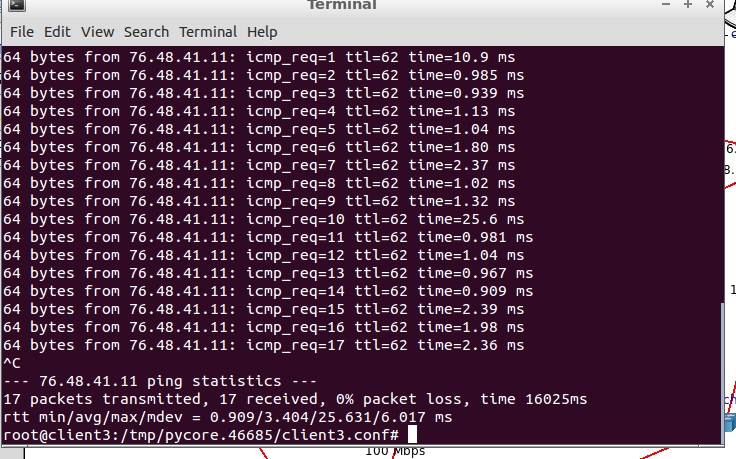 Terminal
File Edit View Search Terminal Help
64 bytes from 76.48.41.11: icmp_req=1 ttl=62 time=10.9 ms
64 bytes from 76.48.41.11: icmp_req=2 ttl=62 time=0.985 ms
64 bytes from 76.48.41.11: icmp_req=3 ttl=62 time=0.939 ms
64 bytes from 76.48.41.11: icmp_req=4 ttl=62 time=1.13 ms
64 bytes from 76.48.41.11: icmp_req=5 ttl=62 time=1.04 ms
64 bytes from 76.48.41.11: icmp_req=6 ttl=62 time=1.80 ms
64 bytes from 76.48.41.11: icmp_req=7 ttl=62 time=2.37 ms
64 bytes from 76.48.41.11: icmp_req=8 ttl=62 time=1.02 ms
64 bytes from 76.48.41.11: icmp_req=9 ttl=62 time=1.32 ms
64 bytes from 76.48.41.11: icmp_req=10 ttl=62 time=25.6 ms
64 bytes from 76.48.41.11: icmp_req=11 ttl=62 time=0.981 ms
64 bytes from 76.48.41.11: icmp_req=12 ttl=62 time=1.04 ms
64 bytes from 76.48.41.11: icmp_req=13 ttl=62 time=0.967 ms
64 bytes from 76.48.41.11: icmp_req=14 ttl=62 time=0.909 ms
64 bytes from 76.48.41.11: icmp_req=15 ttl=62 time=2.39 ms
64 bytes from 76.48.41.11: icmp_req=16 ttl=62 time=1.98 ms
64 bytes from 76.48.41.11: icmp_req=17 ttl=62 time=2.36 ms
^C
--- 76.48.41.11 ping statistics ---
17 packets transmitted, 17 received, 0% packet loss, time 16025ms
rtt min/avg/max/mdev = 0.909/3.404/25.631/6.017 ms
root@client3:/tmp/pycore.46685/client3.conf#
100 Mbps